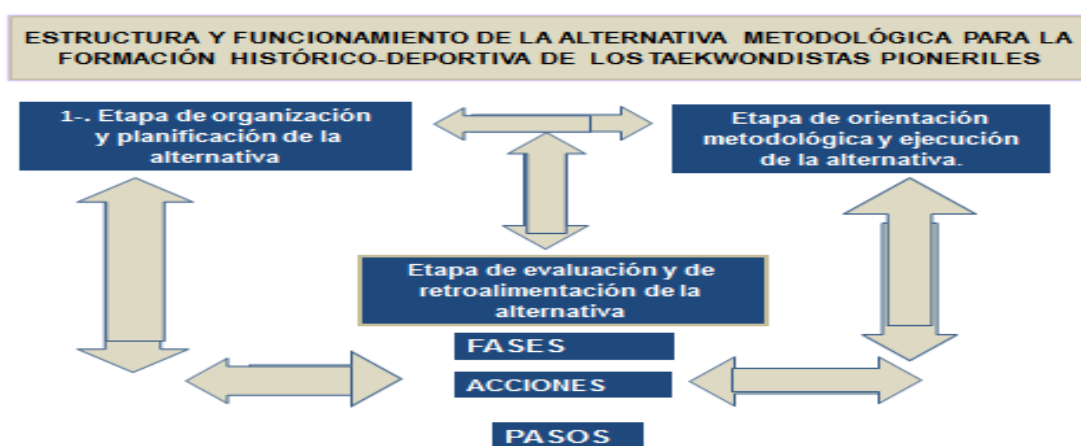 ESTRUCTURA Y FUNCIONAMIENTO DE LA ALTERNATIVA METODOLÓGICA PARA LA
FORMACIÓN HISTÓRICO-DEPORTIVA DE LOS TAEKWONDISTAS PIONERILES
1-. Etapa de organización
y planificación de la
alternativa
Etapa de orientación
metodológica y ejecución
de la alternativa.
Etapa de evaluación y de
retroalimentación de la
alternativa
FASES
ACCIONES
PASOS